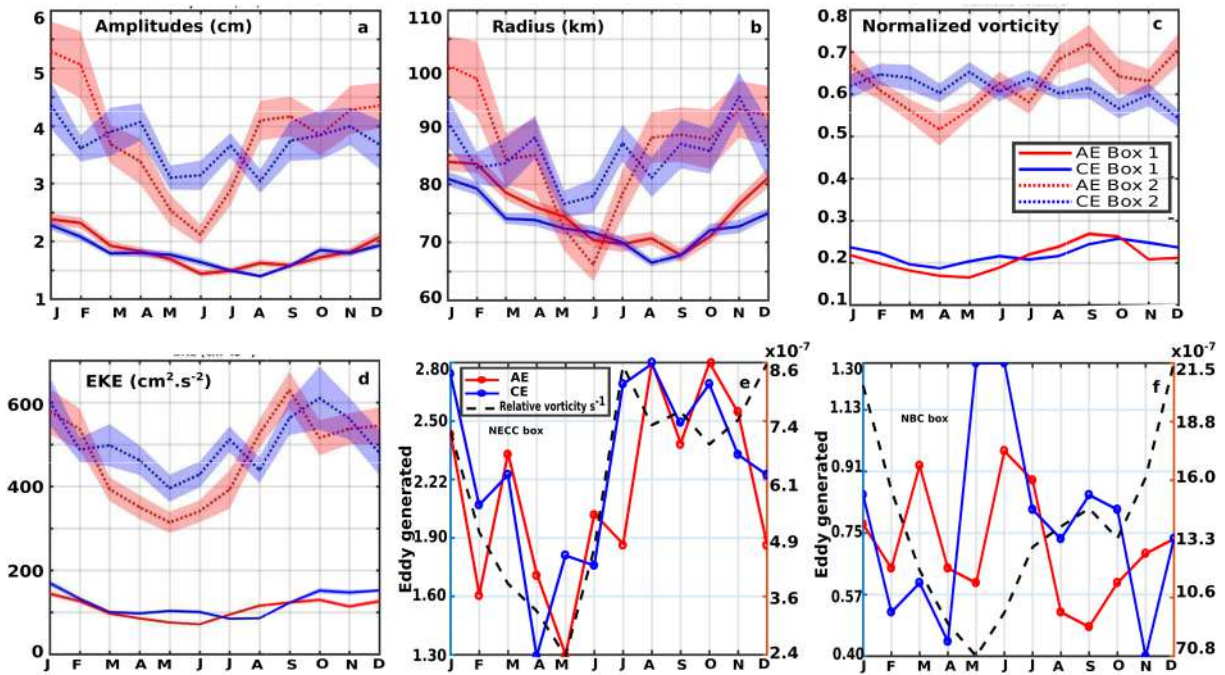 Amplitudes (cm) a
6
5
4
3
2
1
J F M A M J J A S O N D
Radius (km) b
110
100
90
80
70
60
J F M A M J J A S O N D
Normalized vorticity c
0.8
0.7
0.6
0.5
0.4
0.3
0.2
0.1
AE Box 1
CE Box 1
AE Box 2
CE Box 2
J F M A M J J A S O N D
EKE (cm².s⁻²) d
600
400
200
0
J F M A M J J A S O N D
x10⁻⁷
e
AE
CE
Relative vorticity s⁻¹
NECC box
Eddy generated
2.80
2.50
2.22
1.90
1.60
1.30
8.6
7.4
6.1
4.9
3.6
2.4
J F M A M J J A S O N D
x10⁻⁷
f
NBC box
Eddy generated
1.30
1.13
0.91
0.75
0.57
0.40
21.5
18.8
16.0
13.3
10.6
70.8
J F M A M J J A S O N D